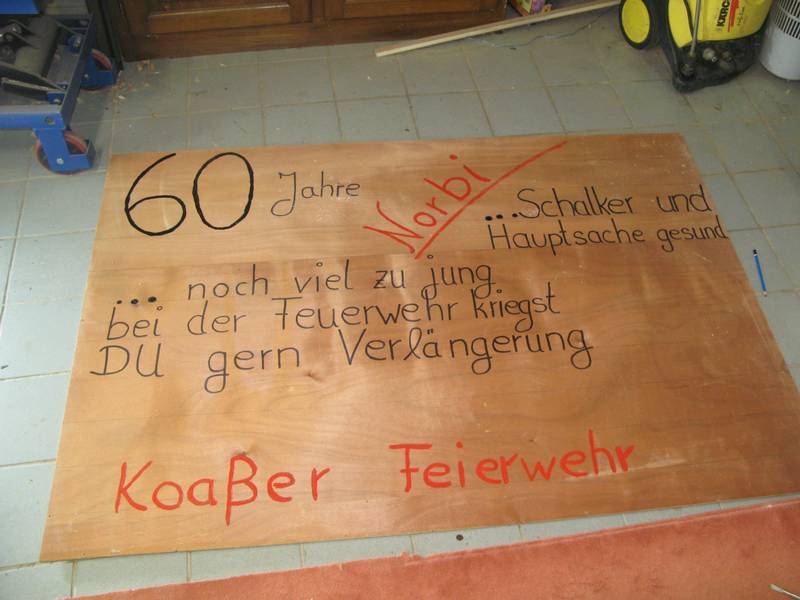 60 Jahre Norbi
...Schalker und
Hauptsache gesund
... noch viel zu jung
bei der Feuerwehr kriegst
DU gern Verlängerung
Koaßer Feierwehr
KÄRCHER